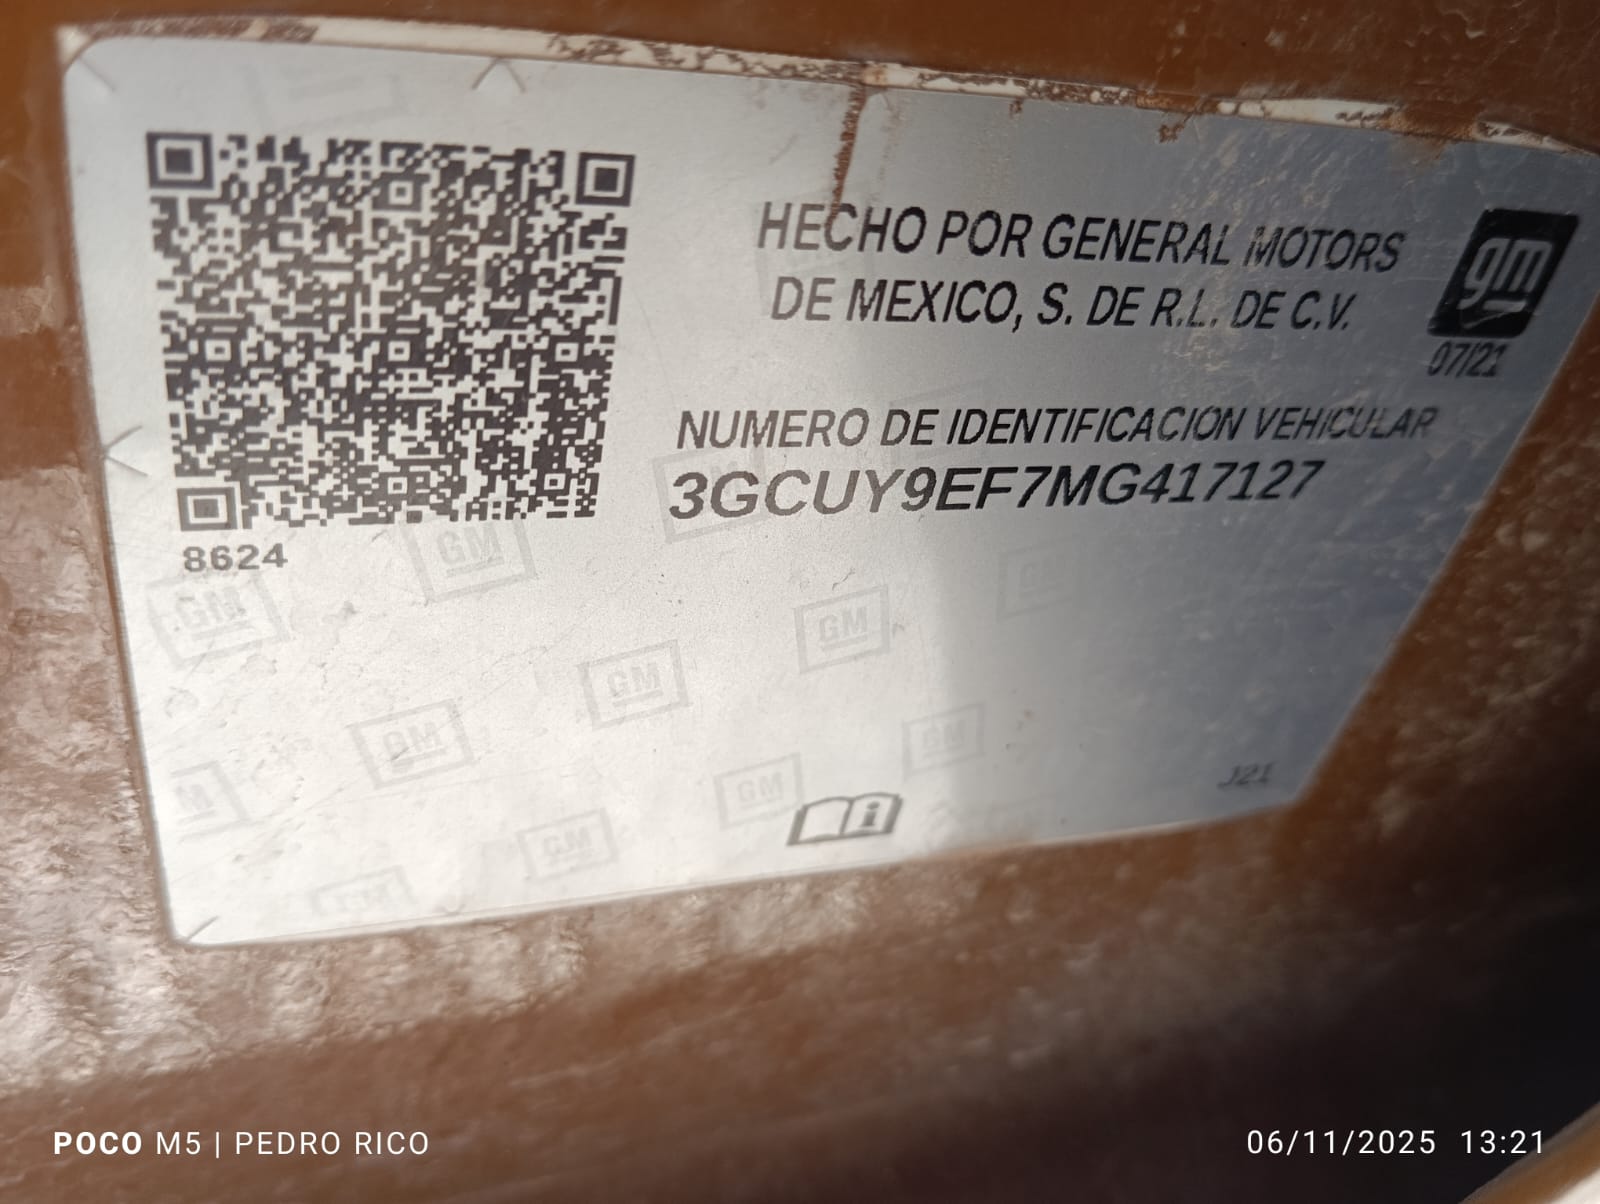 HECHO POR GENERAL MOTORS
DE MEXICO, S. DE R.L. DE C.V.
gm
07/21
NUMERO DE IDENTIFICACION VEHICULAR
3GCUY9EF7MG417127
8624
GM
GM
GM
GM
GM
GM
GM
GM
J21
POCO M5 | PEDRO RICO
06/11/2025 13:21